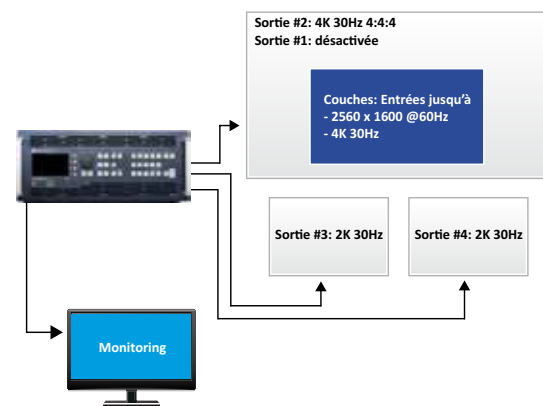 Sortie #2: 4K 30Hz 4:4:4
Sortie #1: désactivée
Couches: Entrées jusqu'à
- 2560 x 1600 @60Hz
- 4K 30Hz
Sortie #3: 2K 30Hz
Sortie #4: 2K 30Hz
Monitoring